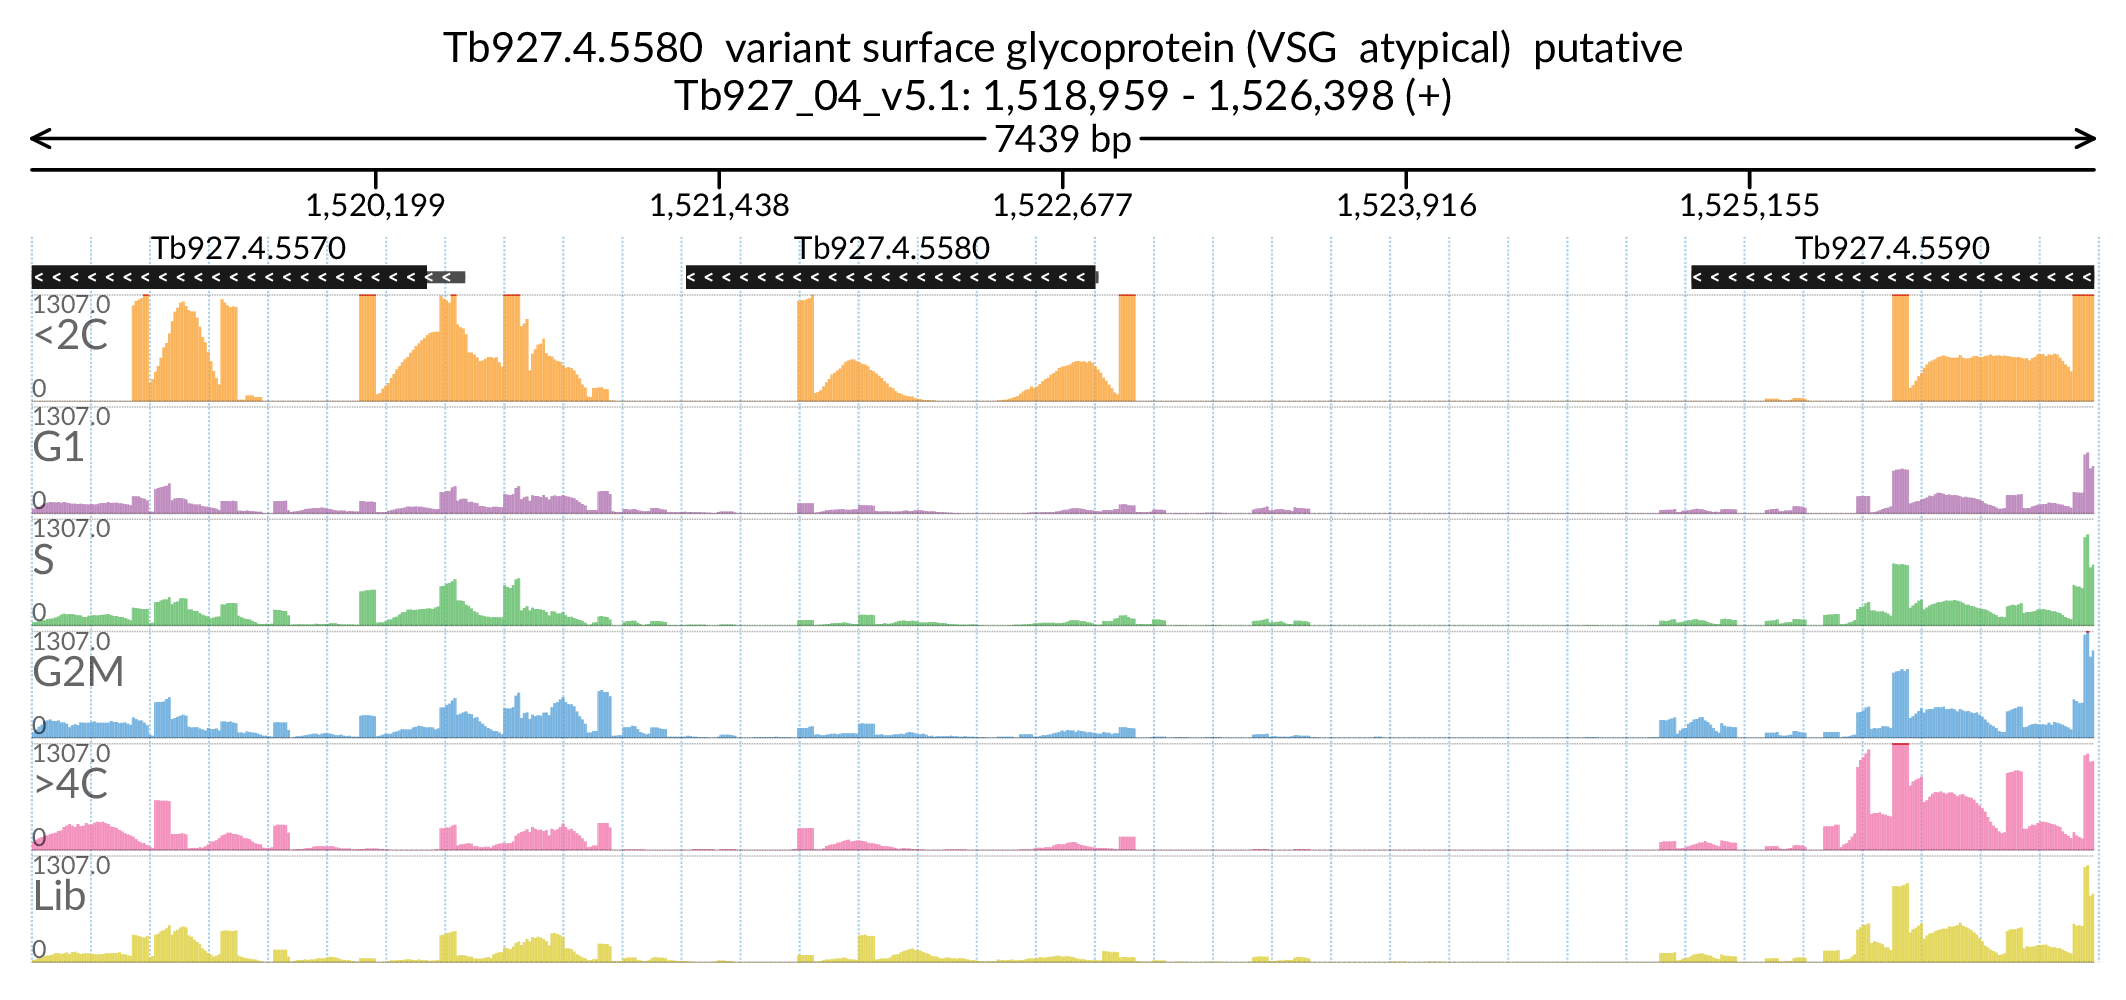 Tb927.4.5580  variant surface glycoprotein (VSG  atypical)  putative
Tb927_04_v5.1: 1,518,959 - 1,526,398 (+)
7439 bp
1,520,199 1,521,438 1,522,677 1,523,916 1,525,155
Tb927.4.5570 Tb927.4.5580 Tb927.4.5590
1307.0
<2C
0
1307.0
G1
0
1307.0
S
0
1307.0
G2M
0
1307.0
>4C
0
1307.0
Lib
0